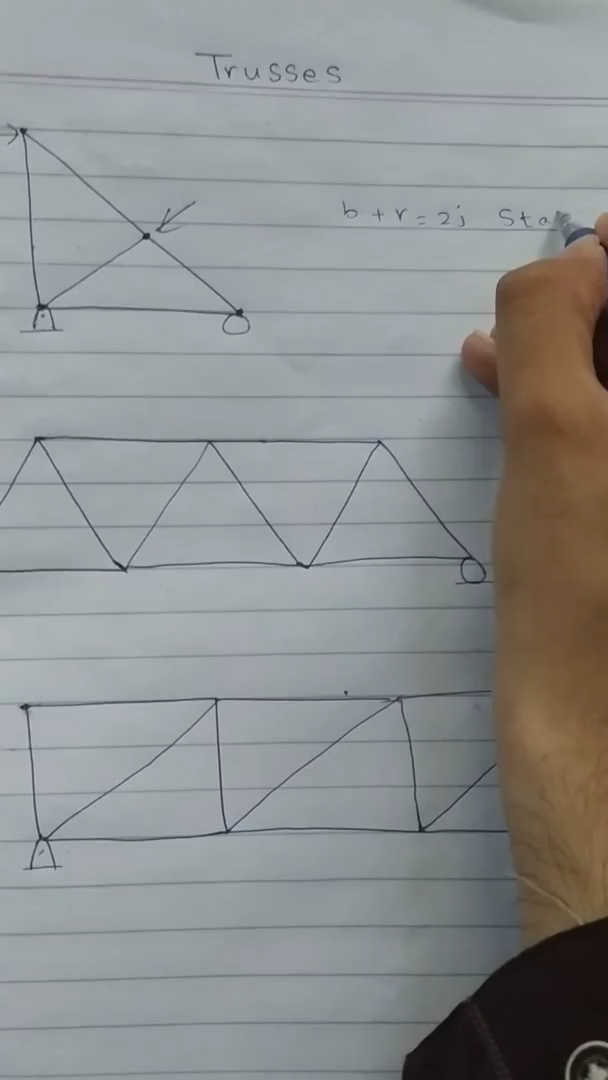 Trusses
b + r = 2j Sta